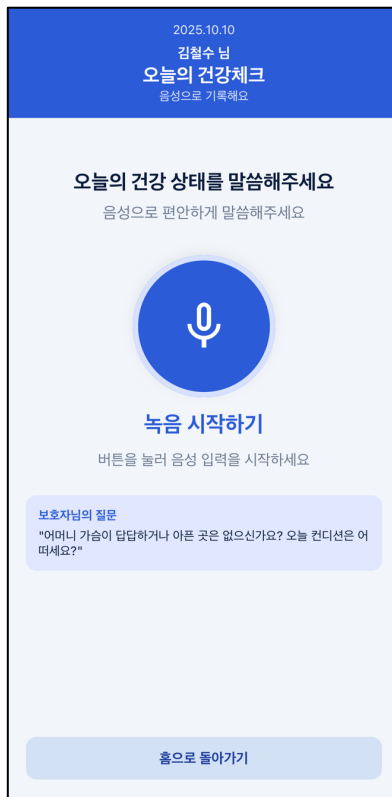 2025.10.10
김철수 님
오늘의 건강체크
음성으로 기록해요
오늘의 건강 상태를 말씀해주세요
음성으로 편안하게 말씀해주세요
녹음 시작하기
버튼을 눌러 음성 입력을 시작하세요
보호자님의 질문
"어머니 가슴이 답답하거나 아픈 곳은 없으신가요? 오늘 컨디션은 어
떠세요?"
홈으로 돌아가기